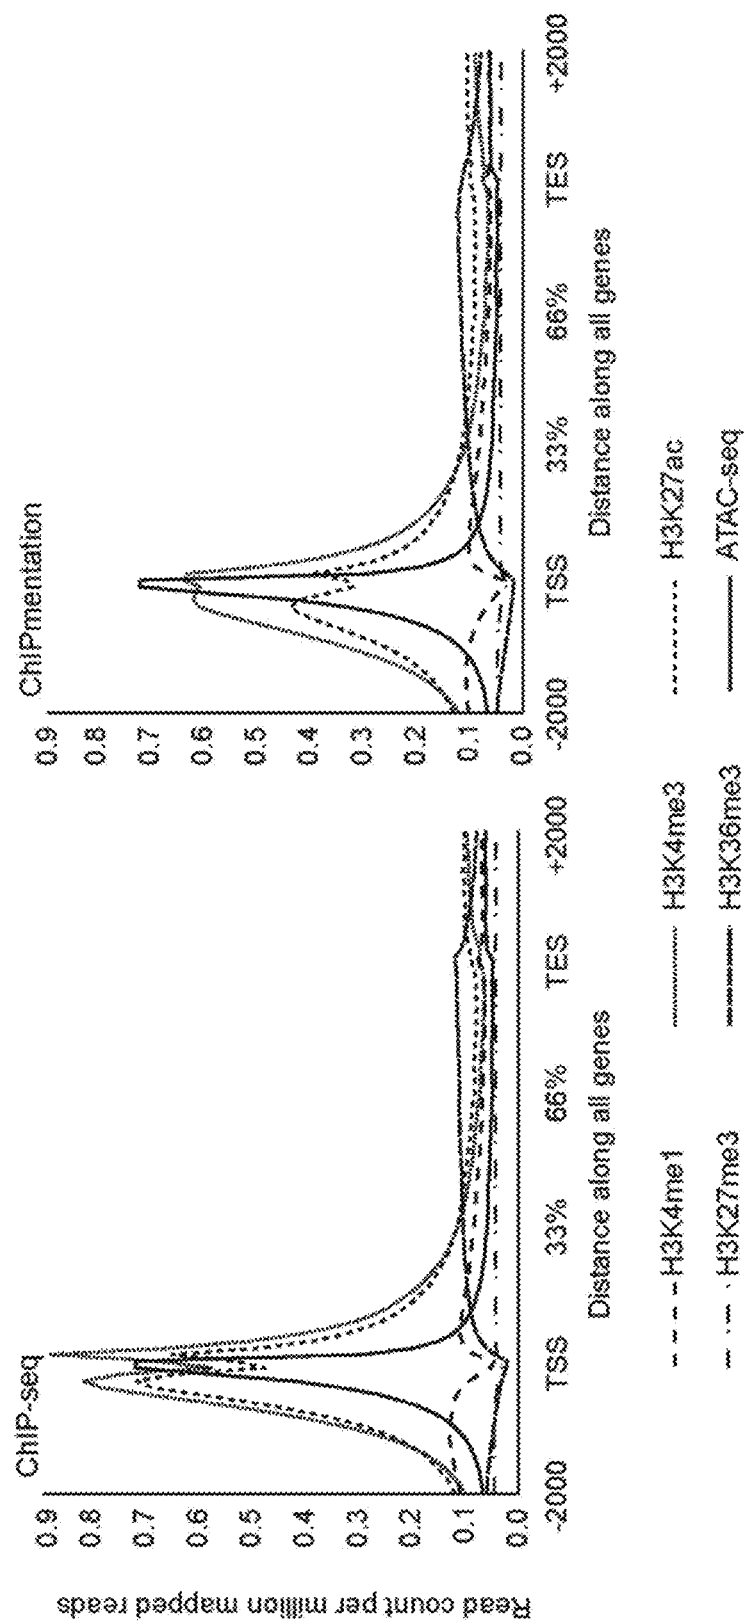 Read count per million mapped reads
ChIP-seq
0.9
0.8
0.7
0.6
0.5
0.4
0.3
0.2
0.1
0.0
-2000 TSS 33% 66% TES +2000
Distance along all genes
ChIPmentation
0.9
0.8
0.7
0.6
0.5
0.4
0.3
0.2
0.1
0.0
-2000 TSS 33% 66% TES +2000
Distance along all genes
H3K4me1 H3K4me3 H3K27ac
H3K27me3 H3K36me3 ATAC-seq